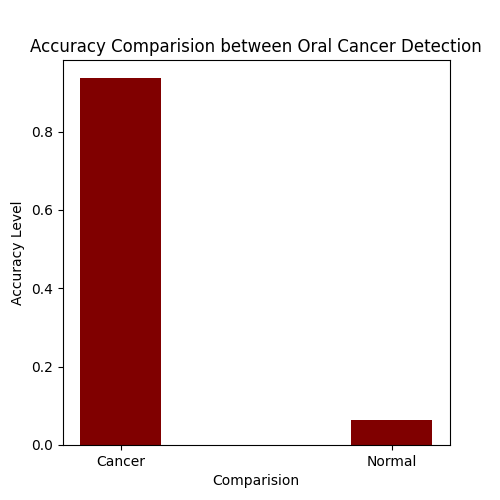 Accuracy Comparision between Oral Cancer Detection
Accuracy Level
0.8
0.6
0.4
0.2
0.0
Cancer
Normal
Comparision